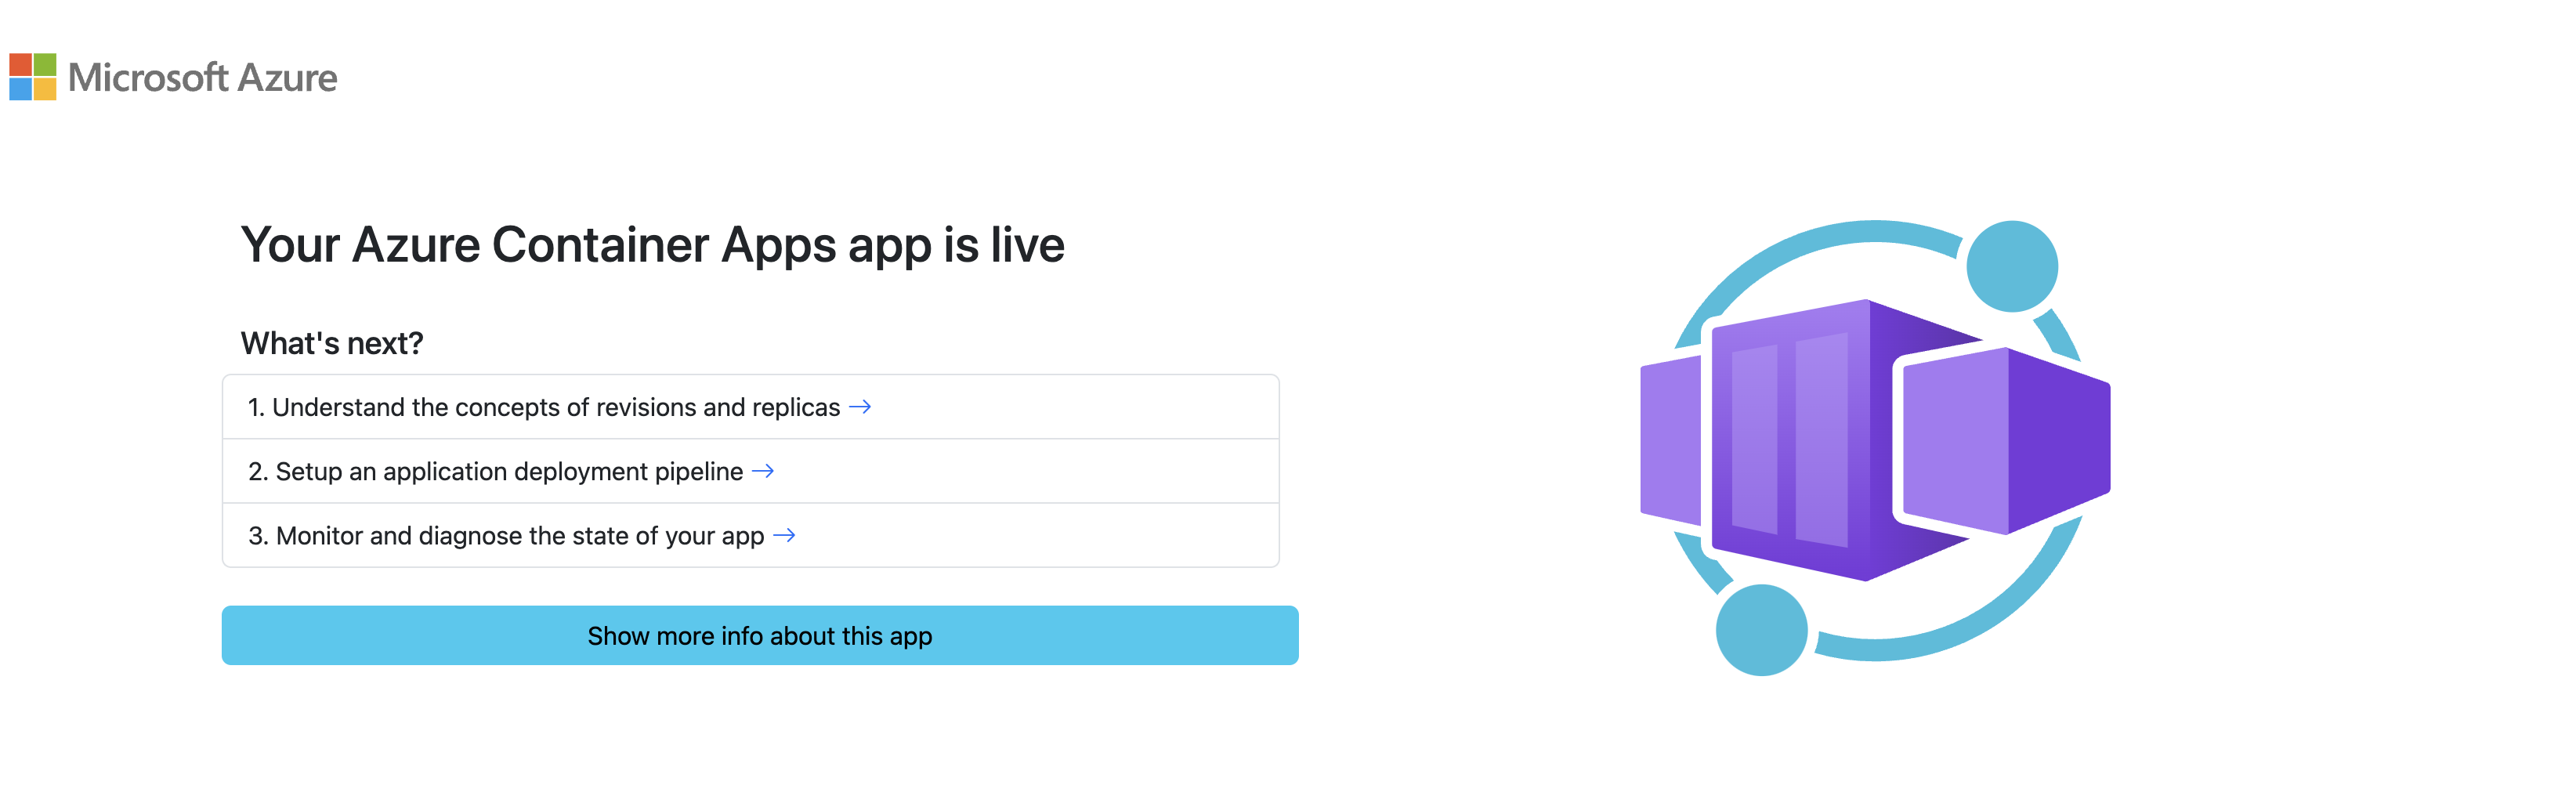 Microsoft Azure
Your Azure Container Apps app is live
What's next?
1. Understand the concepts of revisions and replicas →
2. Setup an application deployment pipeline →
3. Monitor and diagnose the state of your app →
Show more info about this app